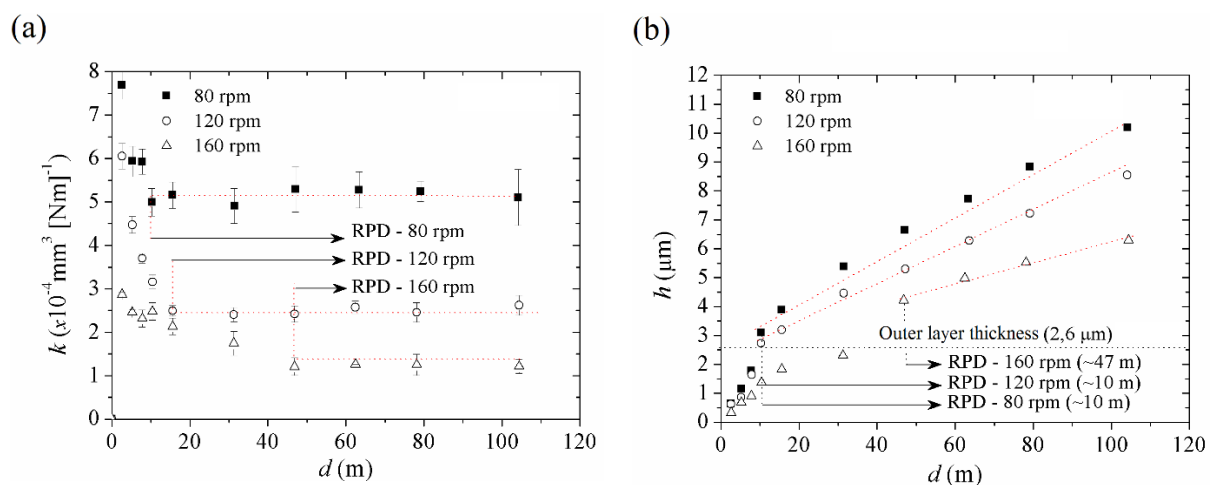 (a)
8
7
6
5
4
3
2
1
0
k (x10⁻⁴mm³ [Nm]⁻¹
80 rpm
120 rpm
160 rpm
RPD - 80 rpm
RPD - 120 rpm
RPD - 160 rpm
0 20 40 60 80 100 120
d (m)
(b)
12
11
10
9
8
7
6
5
4
3
2
1
0
h (μm)
80 rpm
120 rpm
160 rpm
Outer layer thickness (2,6 μm)
RPD - 160 rpm (~47 m)
RPD - 120 rpm (~10 m)
RPD - 80 rpm (~10 m)
0 20 40 60 80 100 120
d (m)